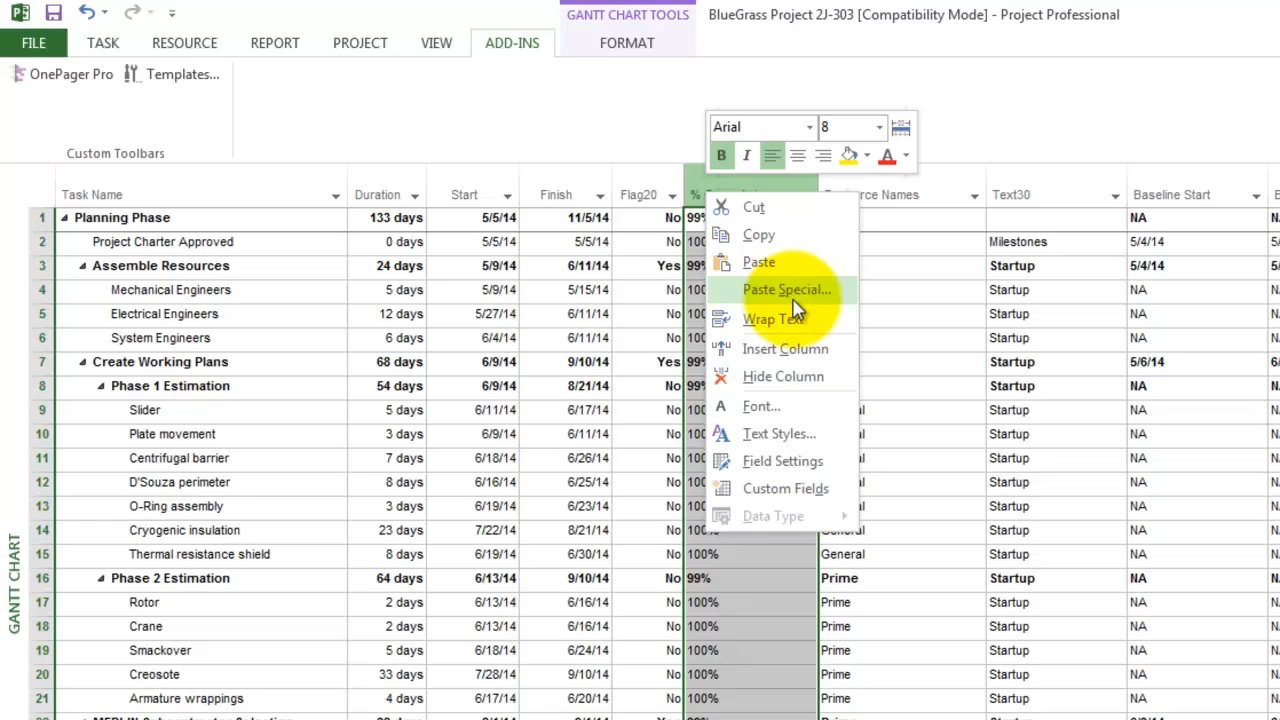 GANTT CHART TOOLS
BlueGrass Project 2J-303 [Compatibility Mode] - Project Professional
FILE TASK RESOURCE REPORT PROJECT VIEW ADD-INS FORMAT
OnePager Pro Templates...
Custom Toolbars
Arial 8
B I A
Task Name Duration Start Finish Flag20 % Names Text30 Baseline Start
1 Planning Phase 133 days 5/5/14 11/5/14 No 99% NA
2 Project Charter Approved 0 days 5/5/14 5/5/14 No Milestones 5/4/14
3 Assemble Resources 24 days 5/9/14 6/11/14 Yes 99% Startup 5/4/14
4 Mechanical Engineers 5 days 5/9/14 5/15/14 No Startup NA
5 Electrical Engineers 12 days 5/27/14 6/11/14 No Startup NA
6 System Engineers 6 days 6/4/14 6/11/14 No Startup NA
7 Create Working Plans 68 days 6/9/14 9/10/14 Yes 99% Startup 5/6/14
8 Phase 1 Estimation 54 days 6/9/14 8/21/14 No 99% Startup NA
9 Slider 5 days 6/11/14 6/17/14 No Startup NA
10 Plate movement 3 days 6/9/14 6/11/14 No Startup NA
11 Centrifugal barrier 7 days 6/18/14 6/26/14 No Startup NA
12 D'Souza perimeter 8 days 6/16/14 6/25/14 No Startup NA
13 O-Ring assembly 3 days 6/19/14 6/23/14 No Startup NA
14 Cryogenic insulation 23 days 7/22/14 8/21/14 No 100% General Startup NA
15 Thermal resistance shield 8 days 6/19/14 6/30/14 No 100% General Startup NA
16 Phase 2 Estimation 64 days 6/13/14 9/10/14 No 99% Prime Startup NA
17 Rotor 2 days 6/13/14 6/16/14 No 100% Prime Startup NA
18 Crane 2 days 6/13/14 6/16/14 No 100% Prime Startup NA
19 Smackover 5 days 6/18/14 6/24/14 No 100% Prime Startup NA
20 Creosote 33 days 7/28/14 9/10/14 No 100% Prime Startup NA
21 Armature wrappings 4 days 6/17/14 6/20/14 No 100% Prime Startup NA
Cut
Copy
Paste
Paste Special...
Wrap Text
Insert Column
Hide Column
Font...
Text Styles...
Field Settings
Custom Fields
Data Type
GANTT CHART